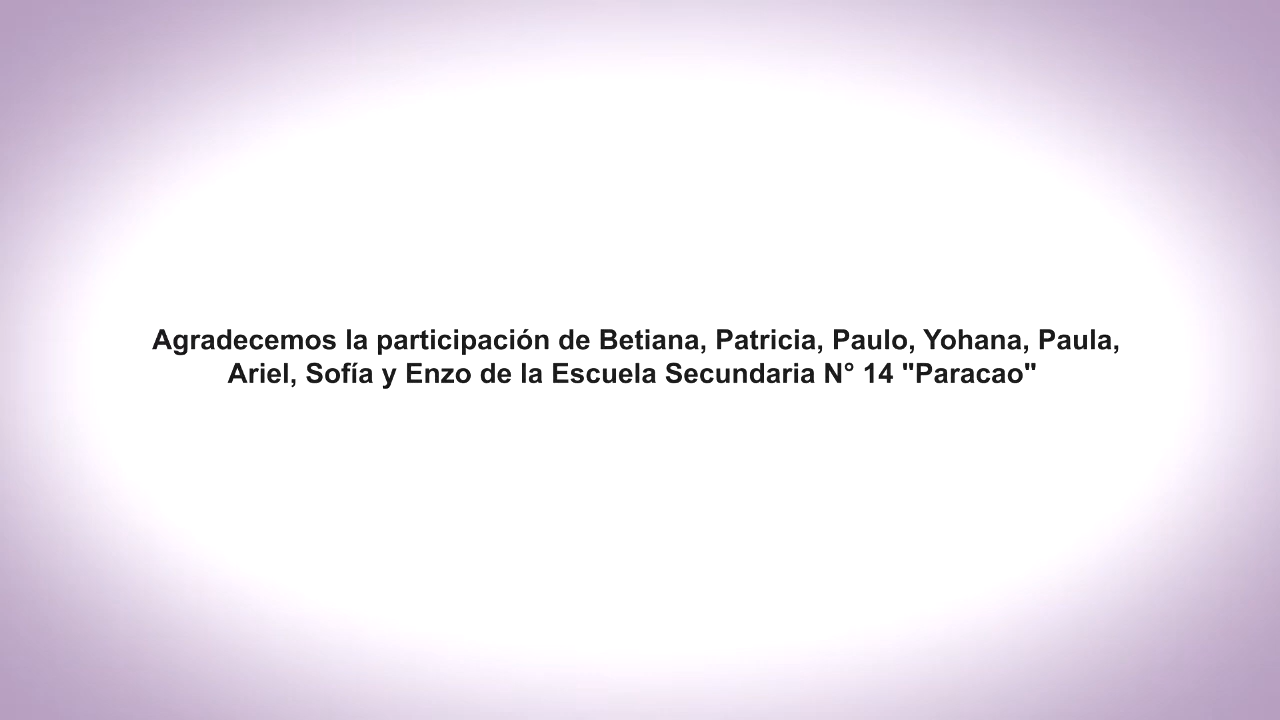 Agradecemos la participación de Betiana, Patricia, Paulo, Yohana, Paula,
Ariel, Sofía y Enzo de la Escuela Secundaria N° 14 "Paracao"